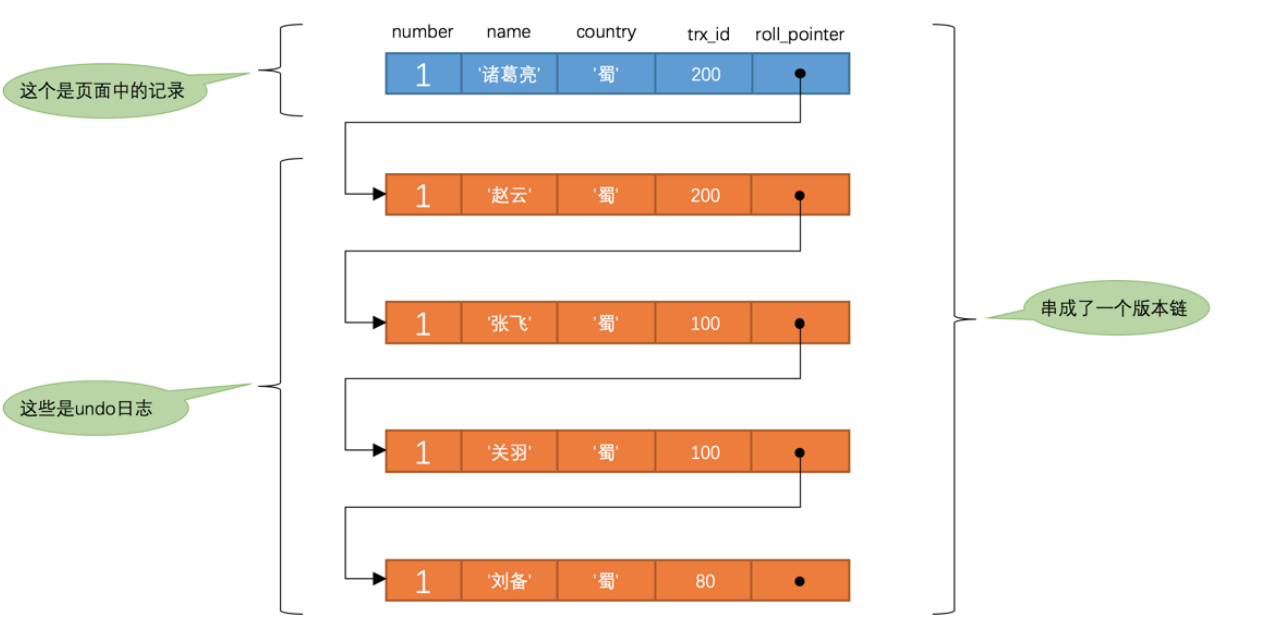 number name country trx_id roll_pointer
1 '诸葛亮' '蜀' 200
这个是页面中的记录
1 '赵云' '蜀' 200
1 '张飞' '蜀' 100
串成了一个版本链
这些是undo日志
1 '关羽' '蜀' 100
1 '刘备' '蜀' 80